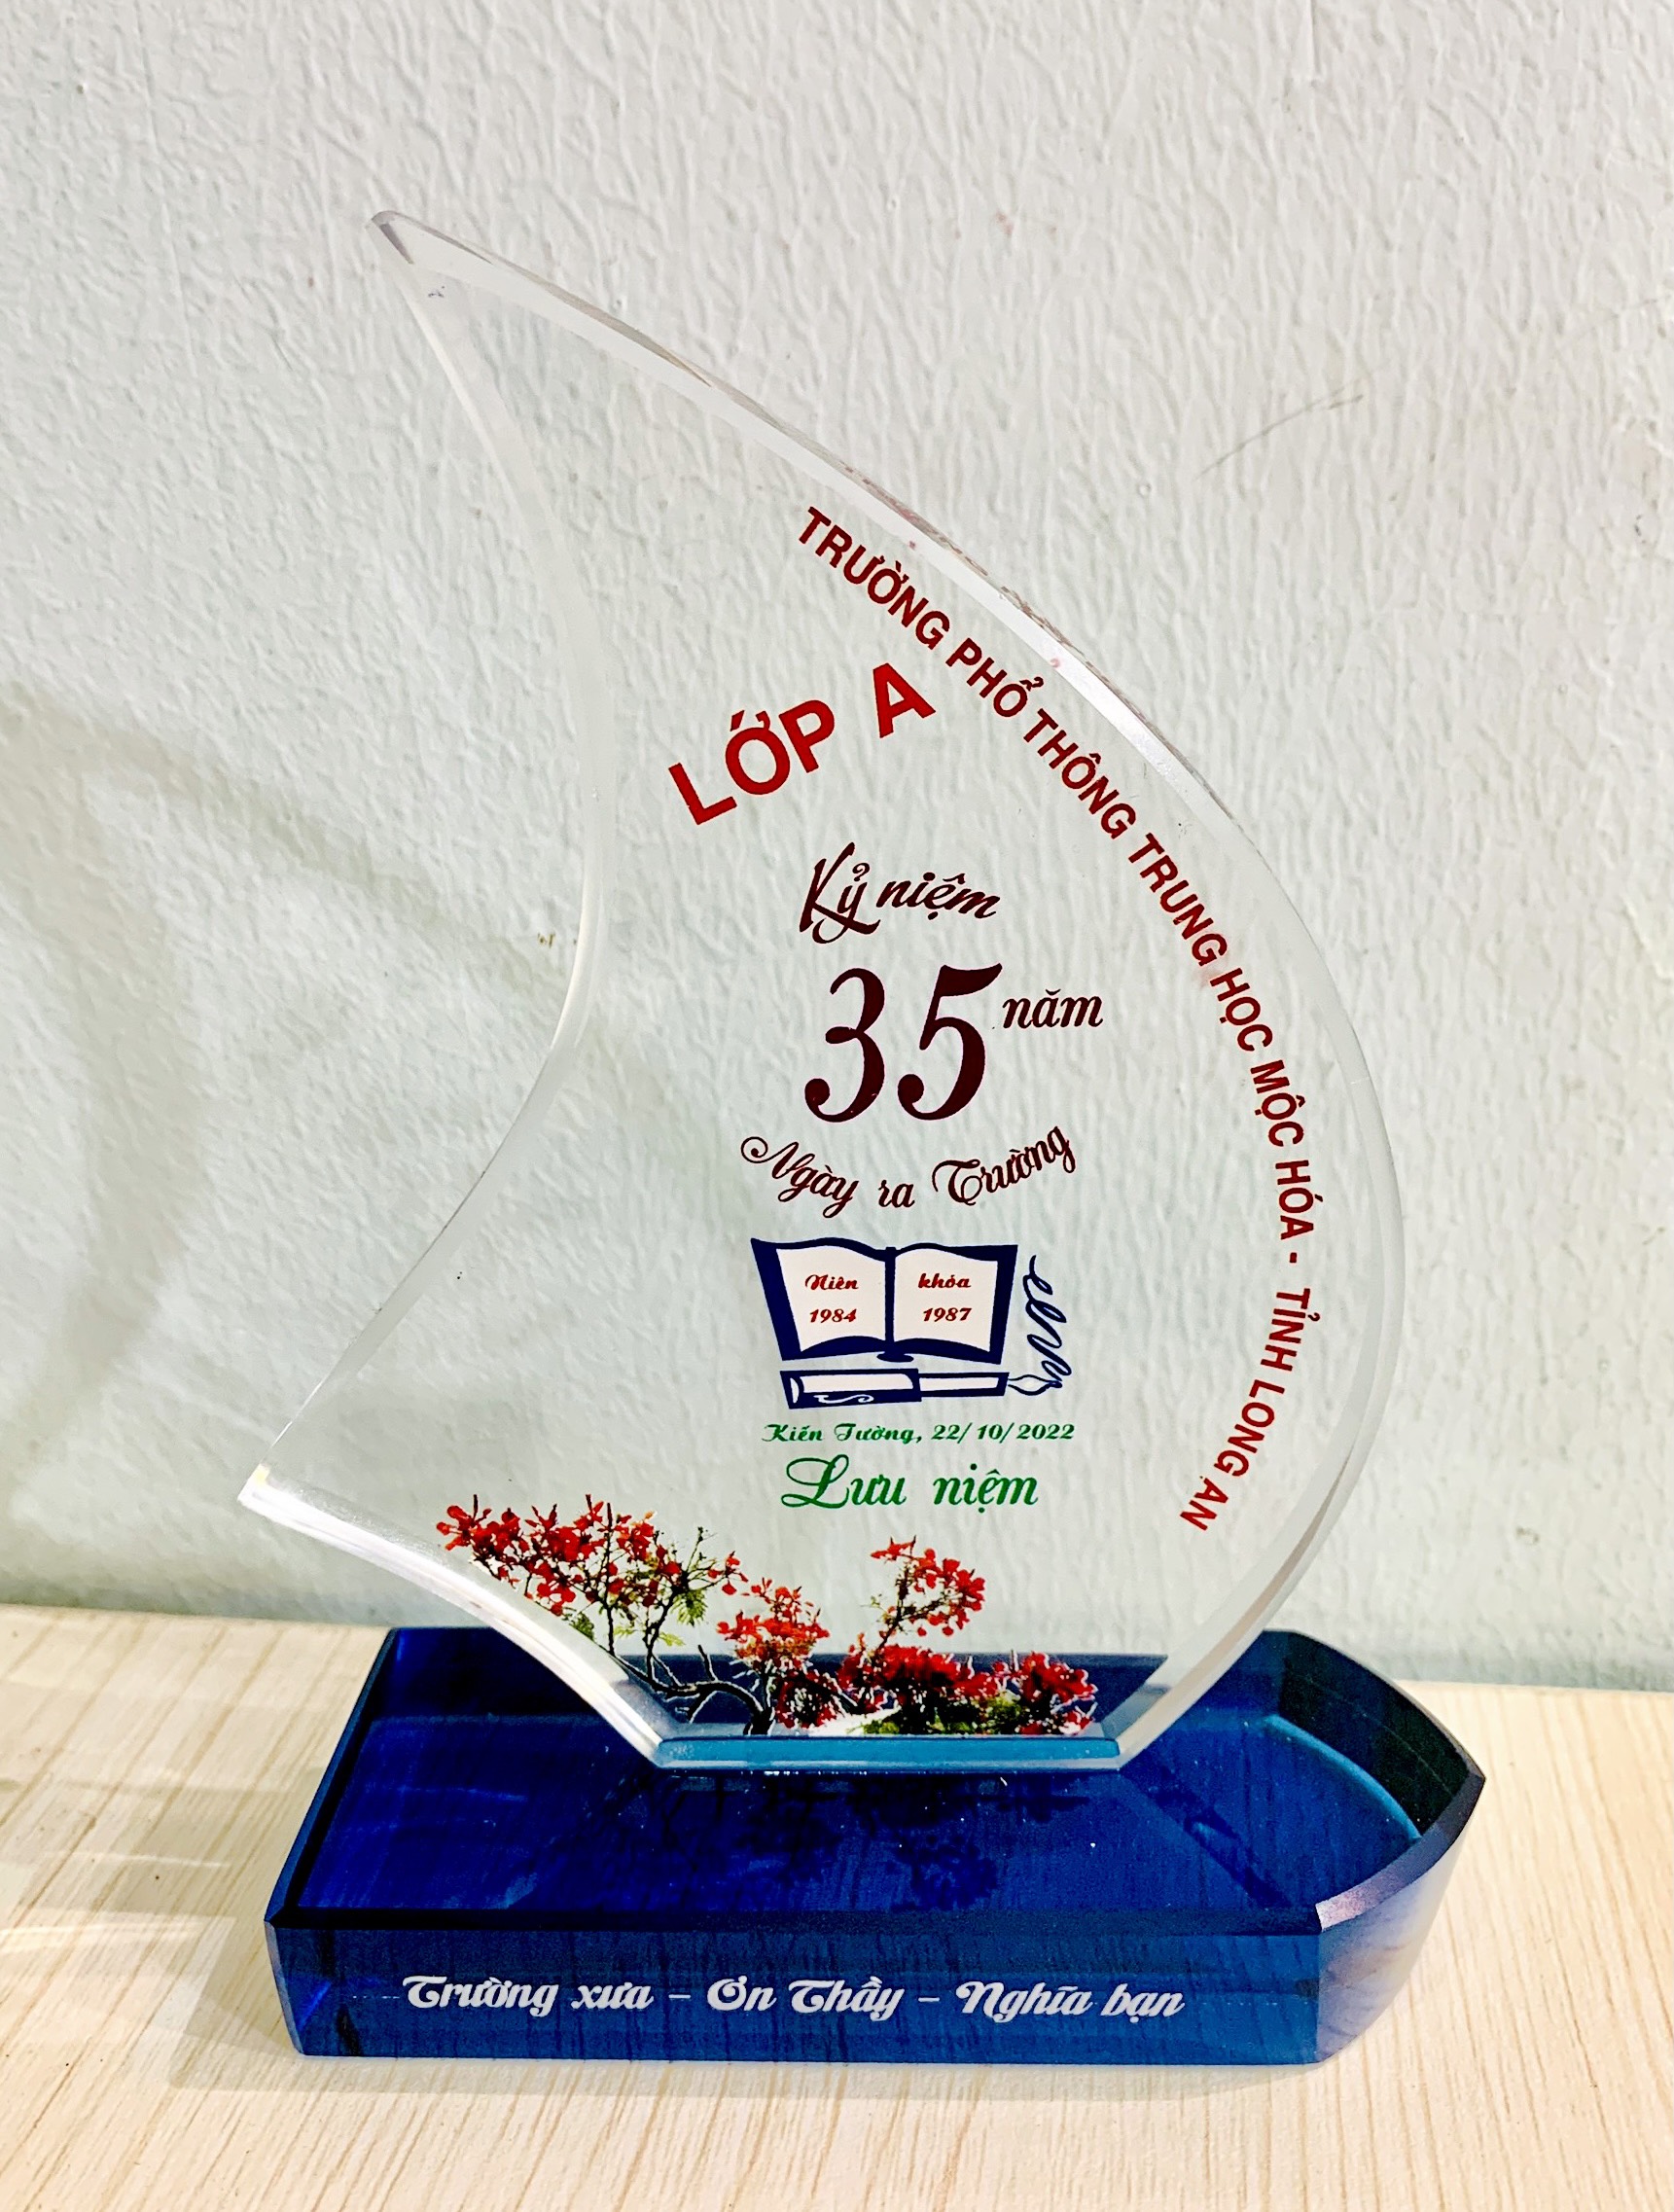 TRƯỜNG PHỔ THÔNG TRUNG HỌC MỘC HÓA - TỈNH LONG AN
LỚP A
Kỷ niệm
35 năm
Ngày ra Trường
Niên khóa
1984 1987
Kiến Tường, 22/10/2022
Lưu niệm
Trường xưa – Ơn Thầy – Nghĩa bạn